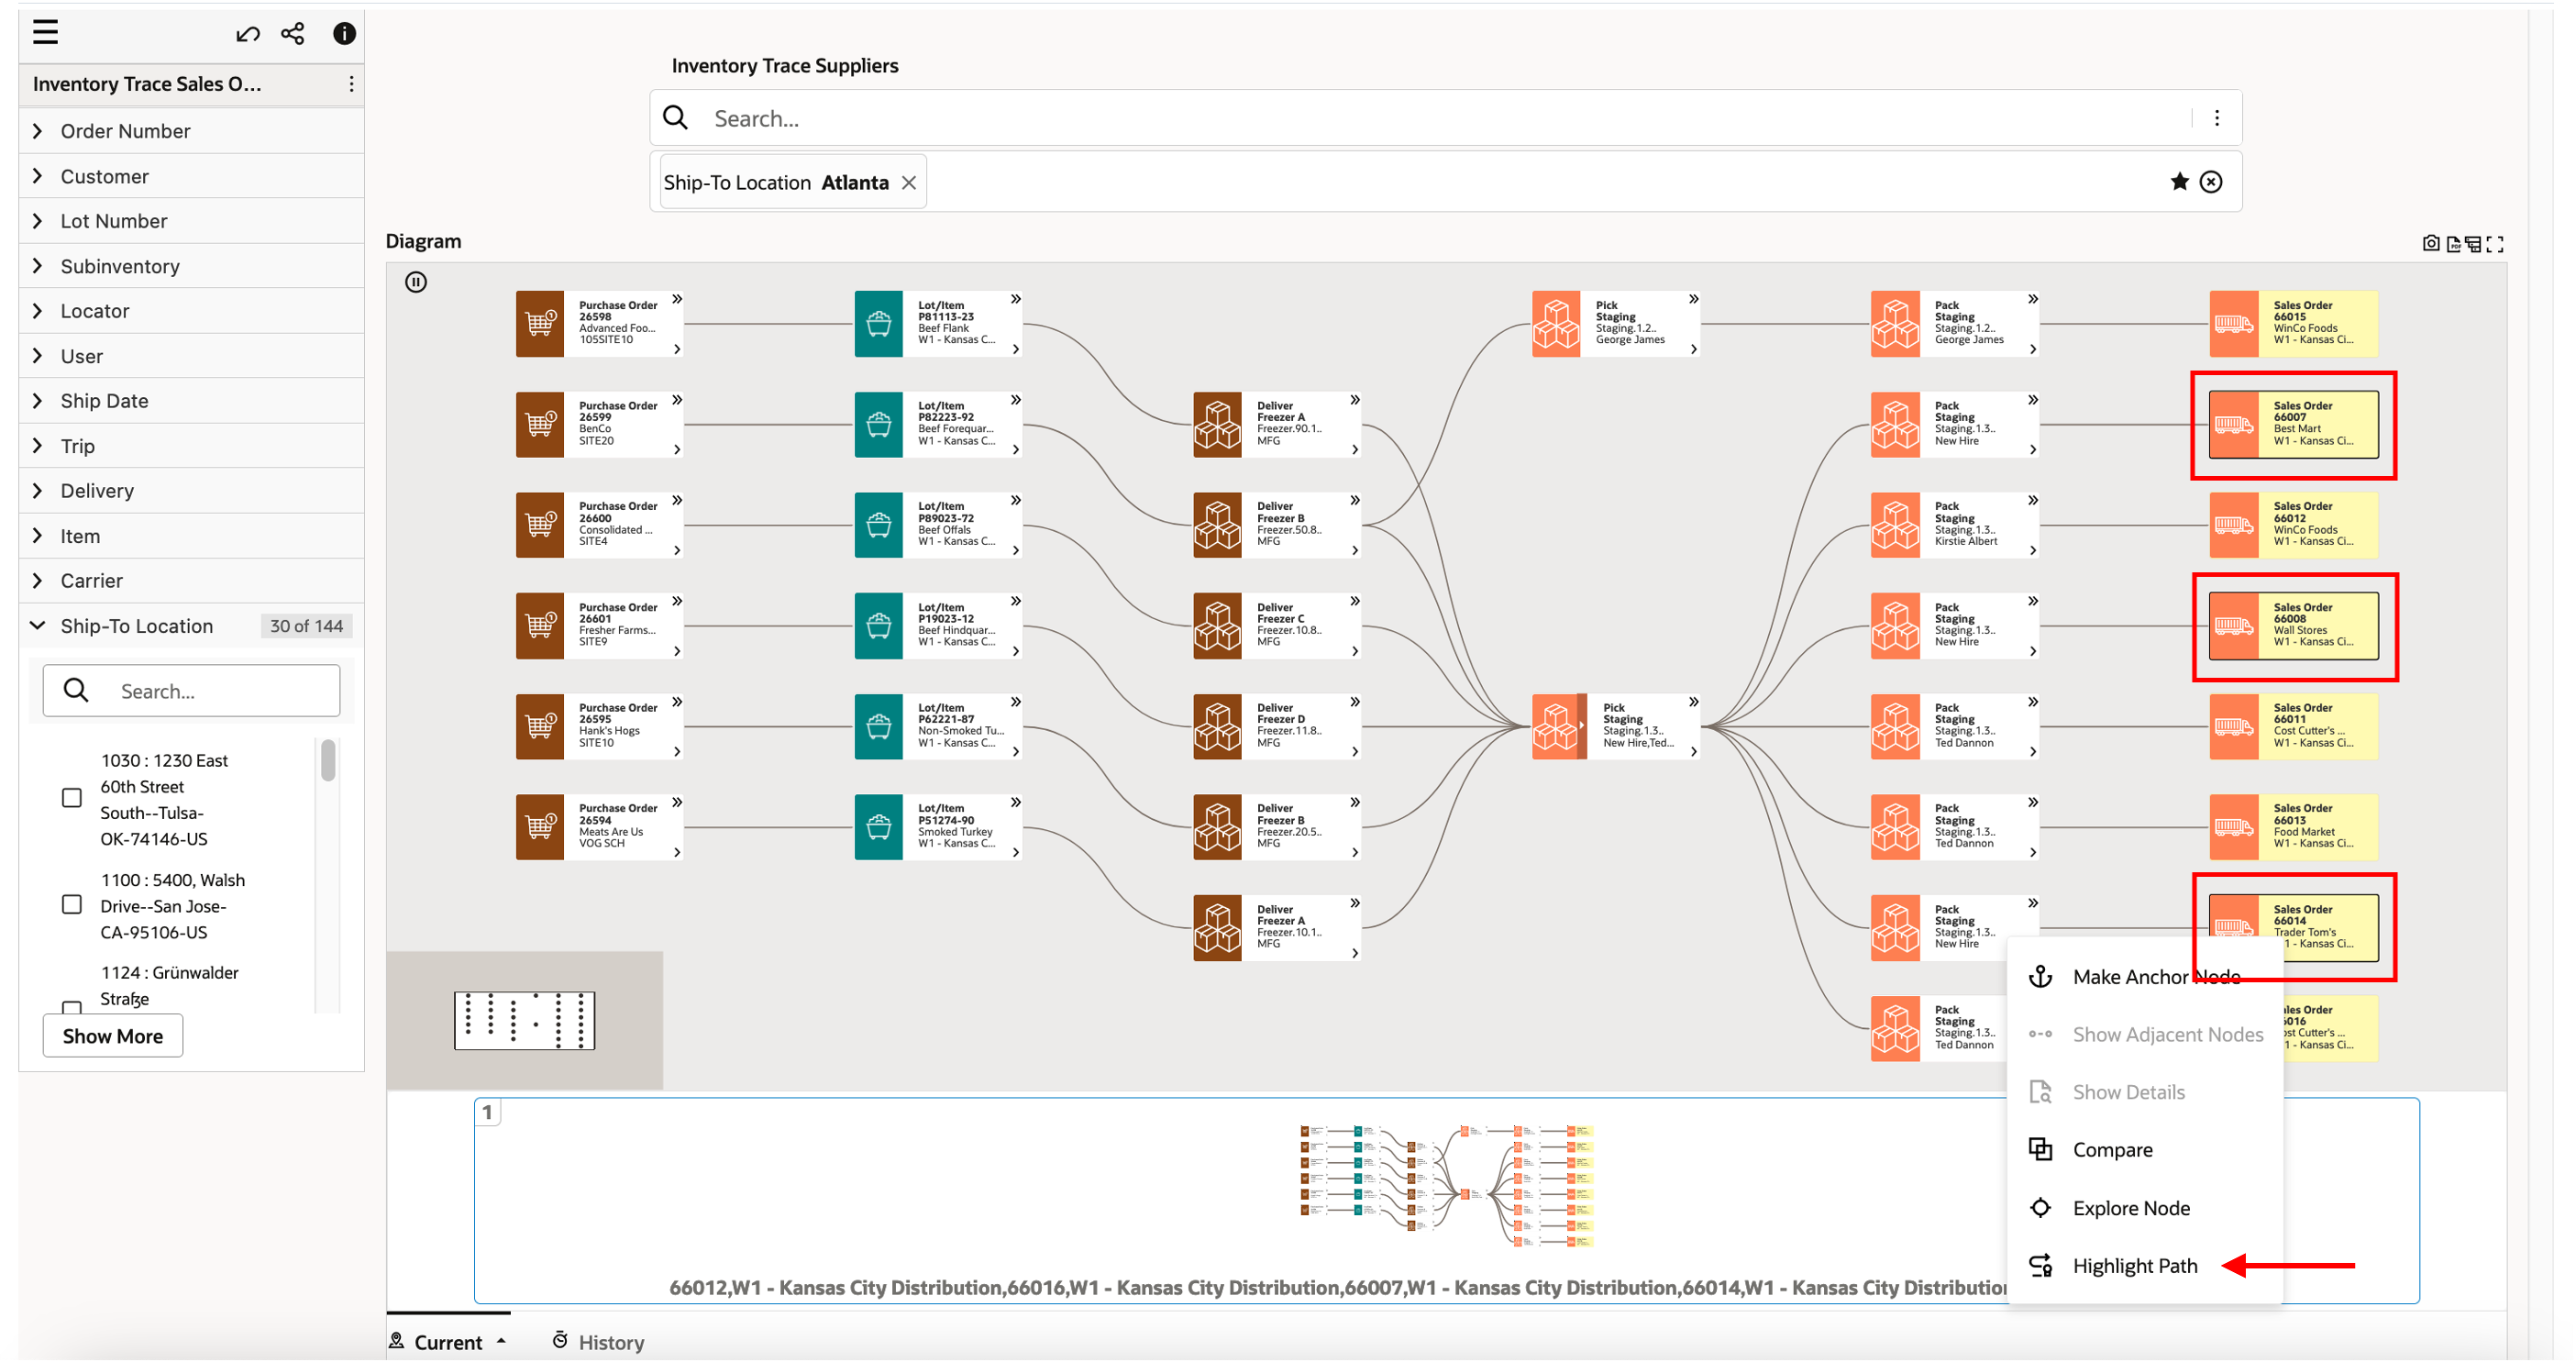 Inventory Trace Sales O...
Order Number
Customer
Lot Number
Subinventory
Locator
User
Ship Date
Trip
Delivery
Item
Carrier
Ship-To Location 30 of 144
Search...
1030 : 1230 East
60th Street
South--Tulsa-
OK-74146-US
1100 : 5400, Walsh
Drive--San Jose-
CA-95106-US
1124 : Grünwalder
Straße
Show More
Inventory Trace Suppliers
Search...
Ship-To Location Atlanta
Diagram
PDF
Purchase Order
26598
Advanced Foo...
105SITE10
Lot/Item
P81113-23
Beef Flank
W1 - Kansas C...
Pick
Staging
Staging.1.2..
George James
Pack
Staging
Staging.1.2..
George James
Sales Order
66015
WinCo Foods
W1 - Kansas Ci...
Purchase Order
26599
BenCo
SITE20
Lot/Item
P82223-92
Beef Forequar...
W1 - Kansas C...
Deliver
Freezer A
Freezer.90.1..
MFG
Pack
Staging
Staging.1.3..
New Hire
Sales Order
66007
Best Mart
W1 - Kansas Ci...
Purchase Order
26600
Consolidated ...
SITE4
Lot/Item
P89023-72
Beef Offals
W1 - Kansas C...
Deliver
Freezer B
Freezer.50.8..
MFG
Pack
Staging
Staging.1.3..
Kirstie Albert
Sales Order
66012
WinCo Foods
W1 - Kansas Ci...
Purchase Order
26601
Fresher Farms...
SITE9
Lot/Item
P19023-12
Beef Hindquar...
W1 - Kansas C...
Deliver
Freezer C
Freezer.10.8..
MFG
Pack
Staging
Staging.1.3..
New Hire
Sales Order
66008
Wall Stores
W1 - Kansas Ci...
Purchase Order
26595
Hank's Hogs
SITE10
Lot/Item
P62221-87
Non-Smoked Tu...
W1 - Kansas C...
Deliver
Freezer D
Freezer.11.8..
MFG
Pick
Staging
Staging.1.3..
New Hire,Ted...
Pack
Staging
Staging.1.3..
Ted Dannon
Sales Order
66011
Cost Cutter's ...
W1 - Kansas Ci...
Purchase Order
26594
Meats Are Us
VOG SCH
Lot/Item
P51274-90
Smoked Turkey
W1 - Kansas C...
Deliver
Freezer B
Freezer.20.5..
MFG
Pack
Staging
Staging.1.3..
Ted Dannon
Sales Order
66013
Food Market
W1 - Kansas Ci...
Deliver
Freezer A
Freezer.10.1..
MFG
Pack
Staging
Staging.1.3..
New Hire
Sales Order
66014
Trader Tom's
1 - Kansas Ci...
Pack
Staging
Staging.1.3..
Ted Dannon
les Order
016
ost Cutter's ...
1 - Kansas Ci...
Make Anchor Node
Show Adjacent Nodes
Show Details
Compare
Explore Node
Highlight Path
1
66012,W1 - Kansas City Distribution,66016,W1 - Kansas City Distribution,66007,W1 - Kansas City Distribution,66014,W1 - Kansas City Distributio
Current
History